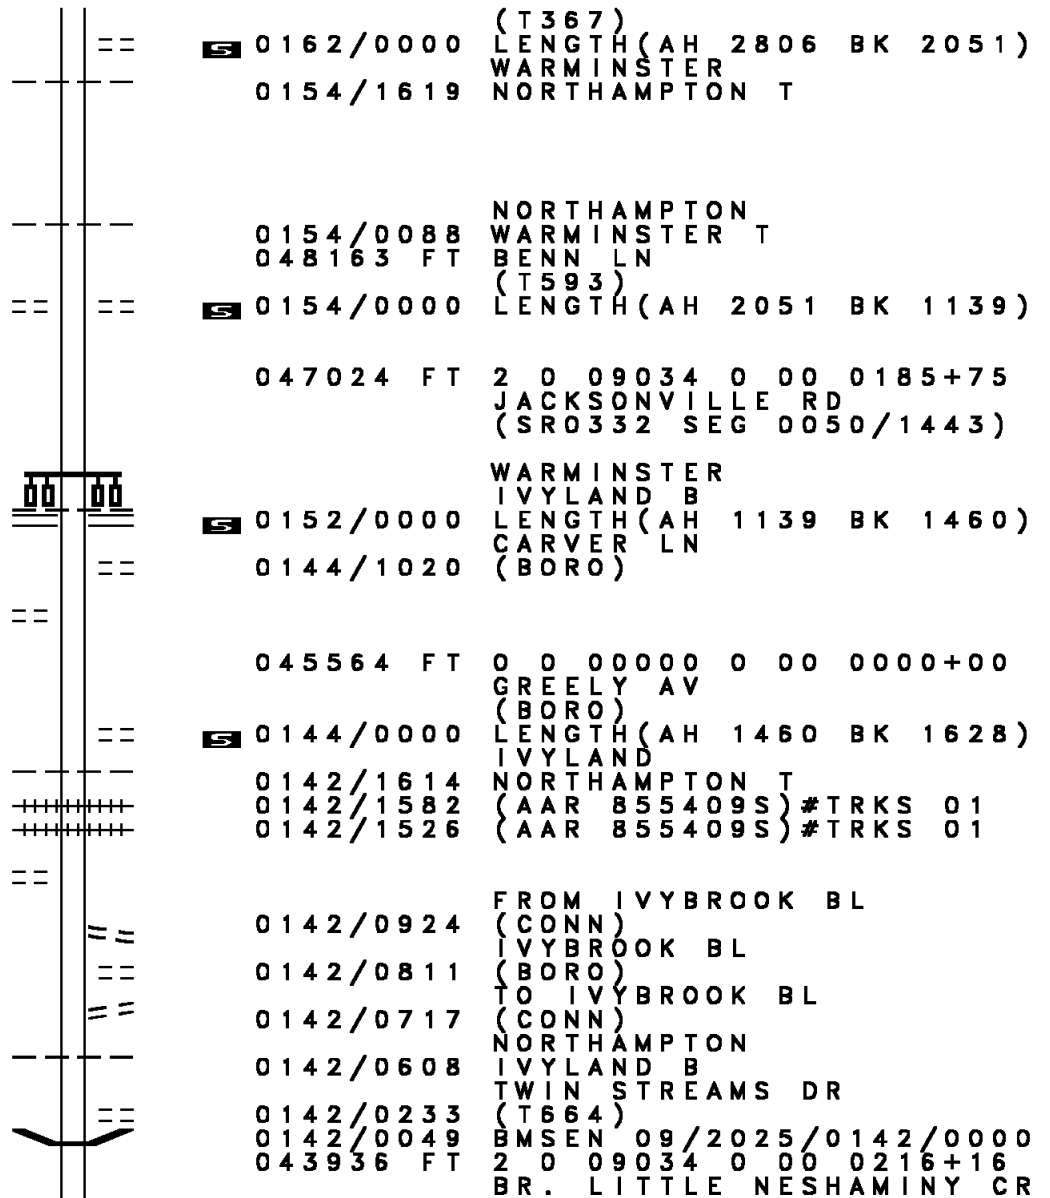 (T367)
S 0162/0000 LENGTH(AH 2806 BK 2051)
WARMINSTER
0154/1619 NORTHAMPTON T
NORTHAMPTON
0154/0088 WARMINSTER T
048163 FT BENN LN
(T593)
S 0154/0000 LENGTH(AH 2051 BK 1139)
047024 FT 2 0 09034 0 00 0185+75
JACKSONVILLE RD
(SR0332 SEG 0050/1443)
WARMINSTER
IVYLAND B
S 0152/0000 LENGTH(AH 1139 BK 1460)
CARVER LN
0144/1020 (BORO)
045564 FT 0 0 00000 0 00 0000+00
GREELY AV
(BORO)
S 0144/0000 LENGTH(AH 1460 BK 1628)
IVYLAND
0142/1614 NORTHAMPTON T
0142/1582 (AAR 855409S)#TRKS 01
0142/1526 (AAR 855409S)#TRKS 01
FROM IVYBROOK BL
0142/0924 (CONN)
IVYBROOK BL
0142/0811 (BORO)
TO IVYBROOK BL
0142/0717 (CONN)
NORTHAMPTON
0142/0608 IVYLAND B
TWIN STREAMS DR
0142/0233 (T664)
0142/0049 BMSEN 09/2025/0142/0000
043936 FT 2 0 09034 0 00 0216+16
BR. LITTLE NESHAMINY CR